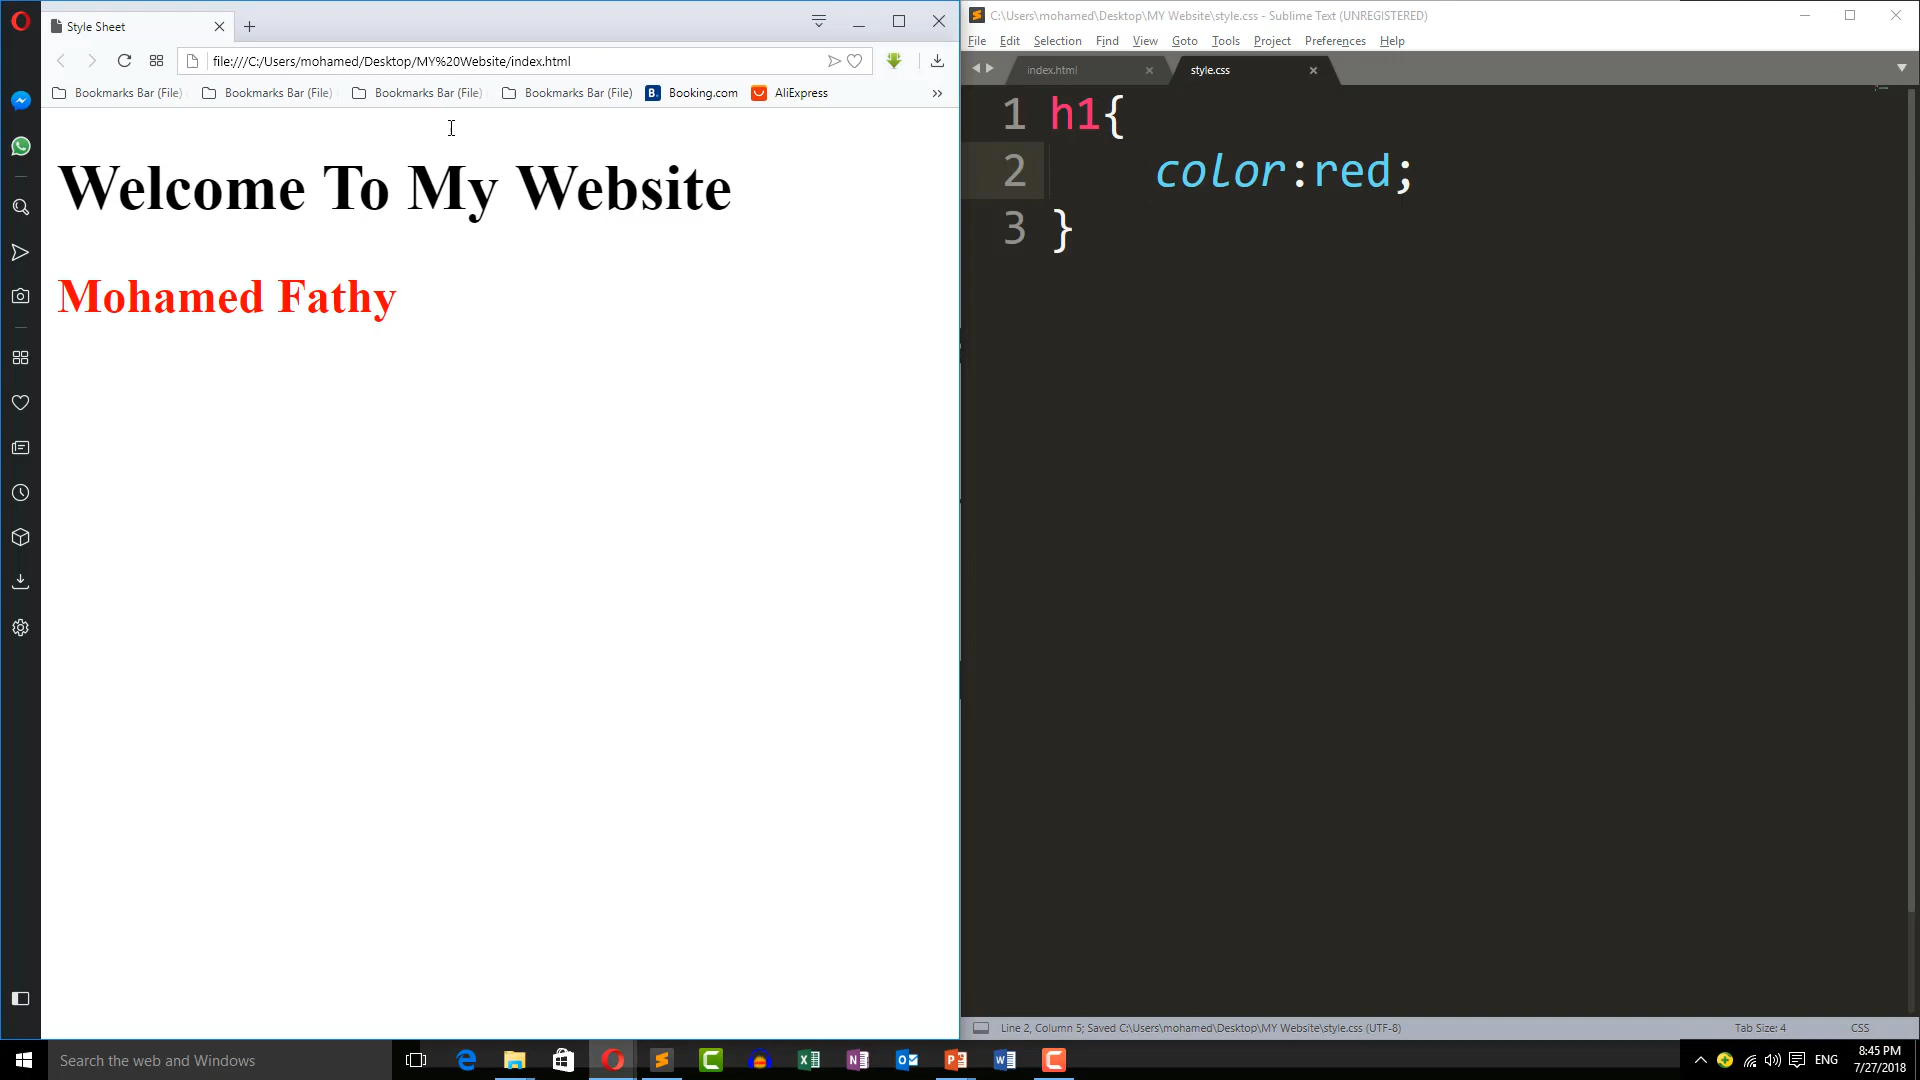 Style Sheet
file:///C:/Users/mohamed/Desktop/MY%20Website/index.html
Bookmarks Bar (File)
Bookmarks Bar (File)
Bookmarks Bar (File)
Bookmarks Bar (File)
B. Booking.com
AliExpress
Welcome To My Website
Mohamed Fathy
C:\Users\mohamed\Desktop\MY Website\style.css - Sublime Text (UNREGISTERED)
File Edit Selection Find View Goto Tools Project Preferences Help
index.html
style.css
1 h1{
2 color:red;
3 }
Line 2, Column 5; Saved C:\Users\mohamed\Desktop\MY Website\style.css (UTF-8)
Tab Size: 4
CSS
Search the web and Windows
ENG
8:45 PM
7/27/2018